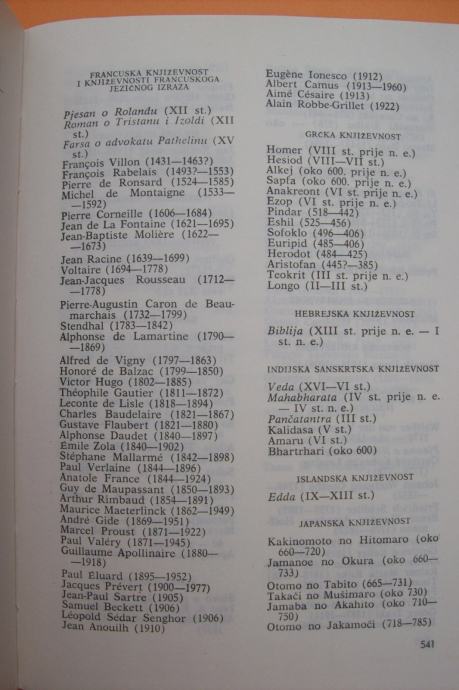 FRANCUSKA KNJIŽEVNOST
I KNJIŽEVNOSTI FRANCUSKOGA
JEZIČNOG IZRAZA
Pjesan o Rolandu (XII st.)
Roman o Tristanu i Izoldi (XII
st.)
Farsa o advokatu Pathelinu (XV
st.)
François Villon (1431—1463?)
François Rabelais (1493?—1553)
Pierre de Ronsard (1524—1585)
Michel de Montaigne (1533—
—1592)
Pierre Corneille (1606—1684)
Jean de La Fontaine (1621—1695)
Jean-Baptiste Molière (1622—
—1673)
Jean Racine (1639—1699)
Voltaire (1694—1778)
Jean-Jacques Rousseau (1712—
—1778)
Pierre-Augustin Caron de Beau-
marchais (1732—1799)
Stendhal (1783—1842)
Alphonse de Lamartine (1790—
—1869)
Alfred de Vigny (1797—1863)
Honoré de Balzac (1799—1850)
Victor Hugo (1802—1885)
Théophile Gautier (1811—1872)
Leconte de Lisle (1818—1894)
Charles Baudelaire (1821—1867)
Gustave Flaubert (1821—1880)
Alphonse Daudet (1840—1897)
Émile Zola (1840—1902)
Stéphane Mallarmé (1842—1898)
Paul Verlaine (1844—1896)
Anatole France (1844—1924)
Guy de Maupassant (1850—1893)
Arthur Rimbaud (1854—1891)
Maurice Maeterlinck (1862—1949)
André Gide (1869—1951)
Marcel Proust (1871—1922)
Paul Valéry (1871—1945)
Guillaume Apollinaire (1880—
—1918)
Paul Éluard (1895—1952)
Jacques Prévert (1900—1977)
Jean-Paul Sartre (1905)
Samuel Beckett (1906)
Léopold Sédar Senghor (1906)
Jean Anouilh (1910)
Eugène Ionesco (1912)
Albert Camus (1913—1960)
Aimé Césaire (1913)
Alain Robbe-Grillet (1922)
GRČKA KNJIŽEVNOST
Homer (VIII st. prije n. e.)
Hesiod (VIII—VII st.)
Alkej (oko 600. prije n. e.)
Sapfa (oko 600. prije n. e.)
Anakreont (VI st. prije n. e.)
Ezop (VI st. prije n. e.)
Pindar (518—442)
Eshil (525—456)
Sofoklo (496—406)
Euripid (485—406)
Herodot (484—425)
Aristofan (445?—385)
Teokrit (III st. prije n. e.)
Longo (II—III st.)
HEBREJSKA KNJIŽEVNOST
Biblija (XIII st. prije n. e. — I
st. n. e.)
INDIJSKA SANSKRTSKA KNJIŽEVNOST
Veda (XVI—VI st.)
Mahabharata (IV st. prije n. e.
— IV st. n. e.)
Pančatantra (III st.)
Kalidasa (V st.)
Amaru (VI st.)
Bhartrhari (oko 600)
ISLANDSKA KNJIŽEVNOST
Edda (IX—XIII st.)
JAPANSKA KNJIŽEVNOST
Kakinomoto no Hitomaro (oko
660—720)
Jamanoe no Okura (oko 660—
733)
Otomo no Tabito (665—731)
Takaći no Mušimaro (oko 730)
Jamaba no Akahito (oko 710—
750)
Otomo no Jakamoći (718—785)
541